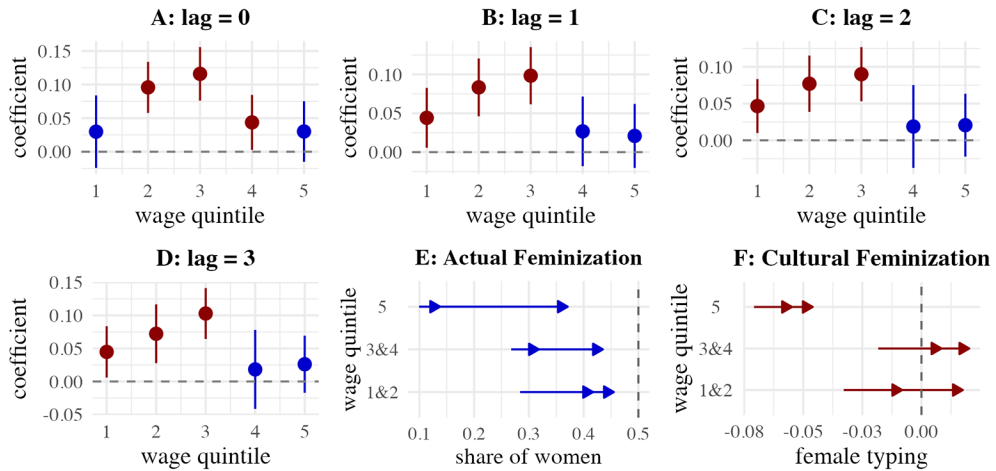 A: lag = 0
coefficient
0.15
0.10
0.05
0.00
1 2 3 4 5
wage quintile
B: lag = 1
coefficient
0.10
0.05
0.00
1 2 3 4 5
wage quintile
C: lag = 2
coefficient
0.10
0.05
0.00
1 2 3 4 5
wage quintile
D: lag = 3
coefficient
0.15
0.10
0.05
0.00
-0.05
1 2 3 4 5
wage quintile
E: Actual Feminization
wage quintile
5
3&4
1&2
0.1 0.2 0.3 0.4 0.5
share of women
F: Cultural Feminization
wage quintile
5
3&4
1&2
-0.08 -0.05 -0.03 0.00
female typing